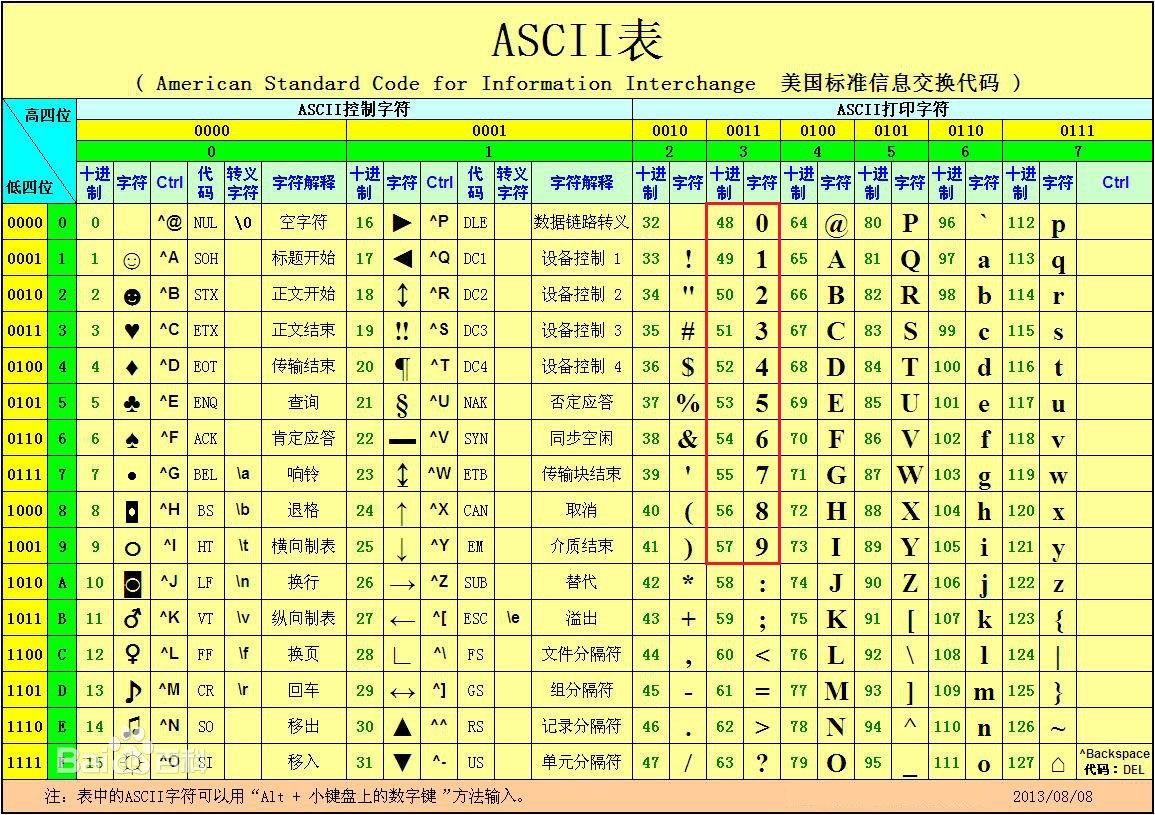 ASCII表
( American Standard Code for Information Interchange 美国标准信息交换代码 )
高四位 ASCII控制字符 ASCII打印字符
0000 0001 0010 0011 0100 0101 0110 0111
0 1 2 3 4 5 6 7
低四位 十进制 字符 Ctrl 代码 转义字符 字符解释 十进制 字符 Ctrl 代码 转义字符 字符解释 十进制 字符 十进制 字符 十进制 字符 十进制 字符 十进制 字符 十进制 字符 Ctrl
0000 0 0 ^@ NUL \0 空字符 16 ► ^P DLE 数据链路转义 32 48 0 64 @ 80 P 96 ` 112 p
0001 1 1 ☺ ^A SOH 标题开始 17 ◄ ^Q DC1 设备控制 1 33 ! 49 1 65 A 81 Q 97 a 113 q
0010 2 2 ☻ ^B STX 正文开始 18 ↕ ^R DC2 设备控制 2 34 " 50 2 66 B 82 R 98 b 114 r
0011 3 3 ♥ ^C ETX 正文结束 19 ‼ ^S DC3 设备控制 3 35 # 51 3 67 C 83 S 99 c 115 s
0100 4 4 ♦ ^D EOT 传输结束 20 ¶ ^T DC4 设备控制 4 36 $ 52 4 68 D 84 T 100 d 116 t
0101 5 5 ♣ ^E ENQ 查询 21 § ^U NAK 否定应答 37 % 53 5 69 E 85 U 101 e 117 u
0110 6 6 ♠ ^F ACK 肯定应答 22 ▬ ^V SYN 同步空闲 38 & 54 6 70 F 86 V 102 f 118 v
0111 7 7 • ^G BEL \a 响铃 23 ↨ ^W ETB 传输块结束 39 ' 55 7 71 G 87 W 103 g 119 w
1000 8 8 ◘ ^H BS \b 退格 24 ↑ ^X CAN 取消 40 ( 56 8 72 H 88 X 104 h 120 x
1001 9 9 ○ ^I HT \t 横向制表 25 ↓ ^Y EM 介质结束 41 ) 57 9 73 I 89 Y 105 i 121 y
1010 A 10 ◙ ^J LF \n 换行 26 → ^Z SUB 替代 42 * 58 : 74 J 90 Z 106 j 122 z
1011 B 11 ♂ ^K VT \v 纵向制表 27 ← ^[ ESC \e 溢出 43 + 59 ; 75 K 91 [ 107 k 123 {
1100 C 12 ♀ ^L FF \f 换页 28 ∟ ^\ FS 文件分隔符 44 , 60 < 76 L 92 \ 108 l 124 |
1101 D 13 ♪ ^M CR \r 回车 29 ↔ ^] GS 组分隔符 45 - 61 = 77 M 93 ] 109 m 125 }
1110 E 14 ♫ ^N SO 移出 30 ▲ ^^ RS 记录分隔符 46 . 62 > 78 N 94 ^ 110 n 126 ~
1111 F 15 ☼ ^O SI 移入 31 ▼ ^- US 单元分隔符 47 / 63 ? 79 O 95 _ 111 o 127 ⌂ ^Backspace 代码：DEL
Bai 百科
注：表中的ASCII字符可以用“Alt + 小键盘上的数字键”方法输入。 2013/08/08